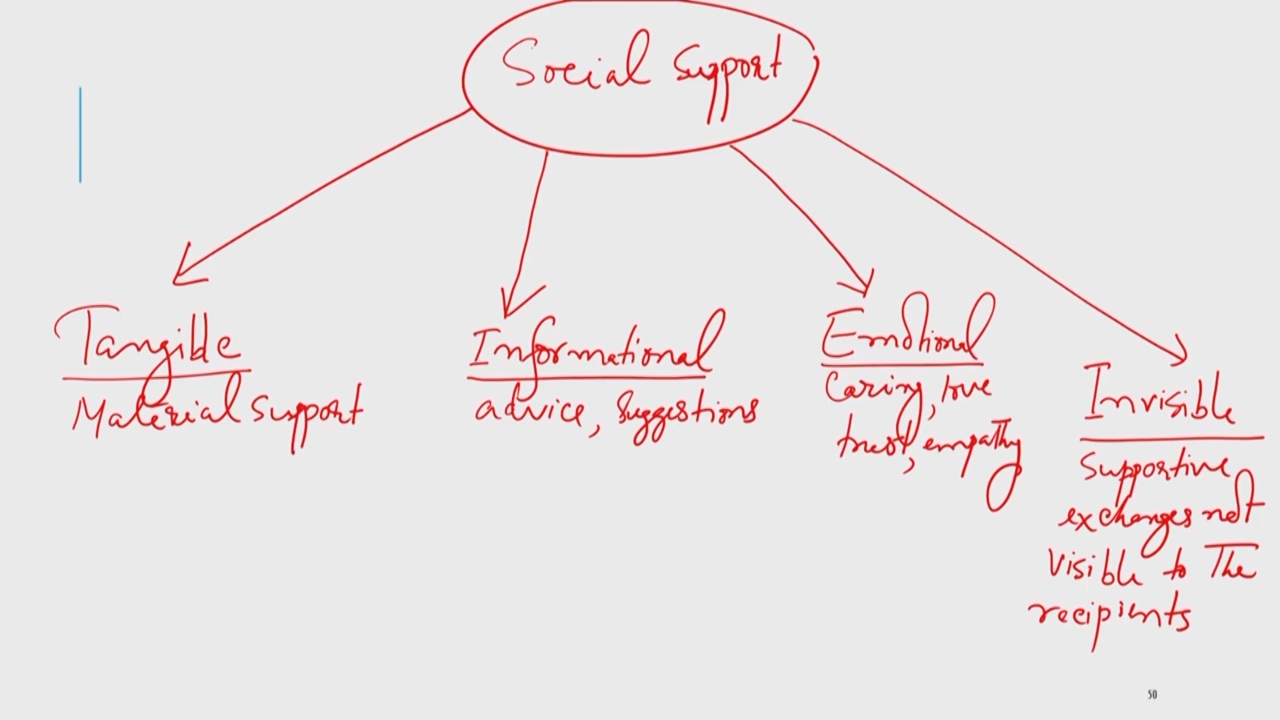 Social Support
Tangible
Material support
Informational
advice, suggestions
Emotional
Caring, love
trust, empathy
Invisible
Supportive
exchanges not
visible to The
recipients
50